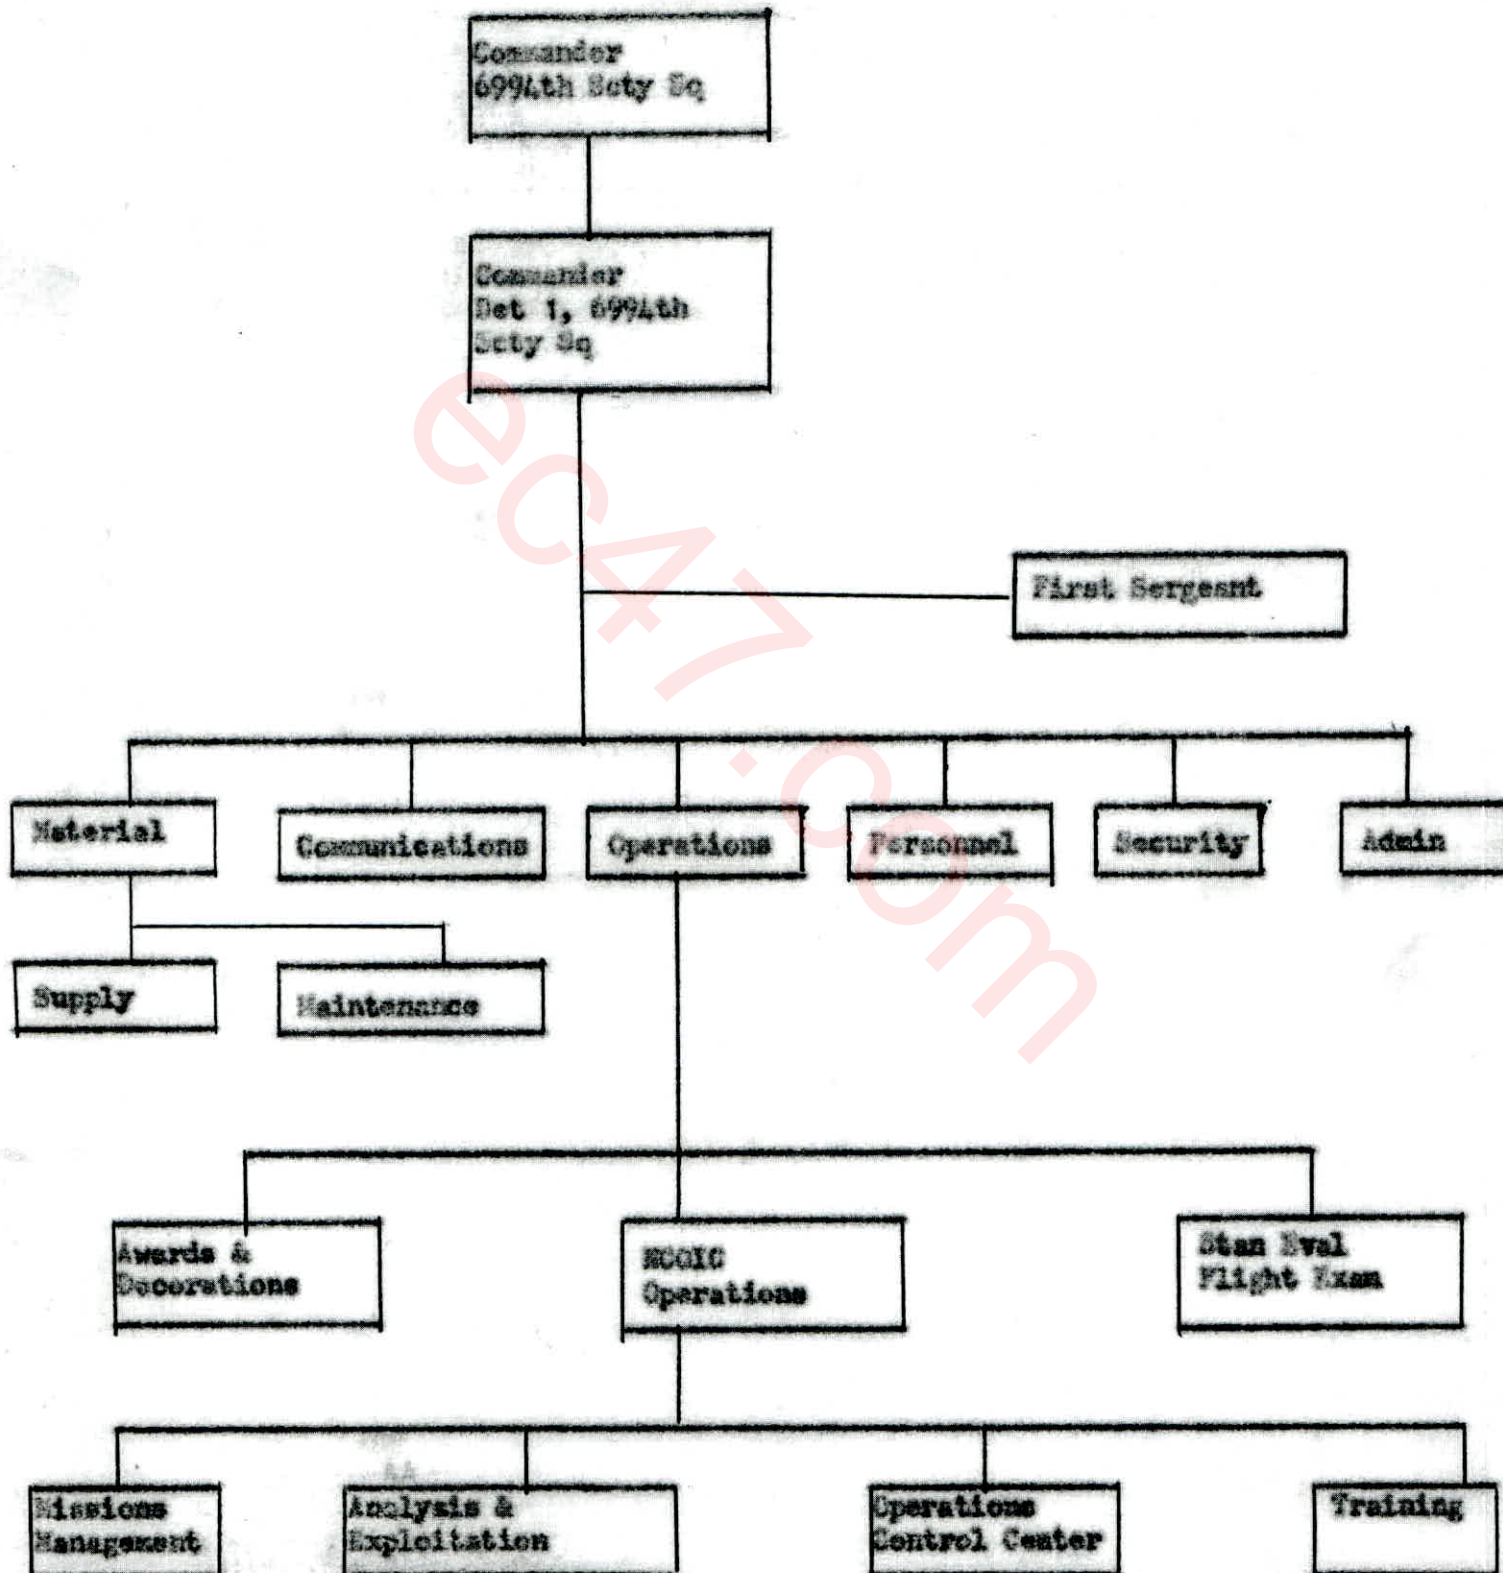 Commander
6994th Scty Sq
Commander
Det 1, 6994th
Scty Sq
First Sergeant
Material
Communications
Operations
Personnel
Security
Admin
Supply
Maintenance
Awards &
Decorations
NCOIC
Operations
Stan Eval
Flight Exam
Missions
Management
Analysis &
Exploitation
Operations
Control Center
Training
ec47.com